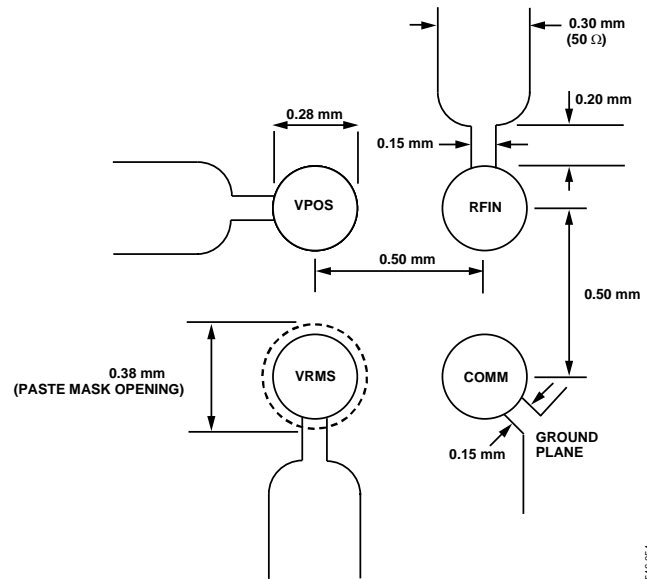 0.30 mm
(50 Ω)
0.28 mm
0.20 mm
0.15 mm
VPOS
RFIN
0.50 mm
0.50 mm
0.38 mm
(PASTE MASK OPENING)
VRMS
COMM
GROUND
PLANE
0.15 mm